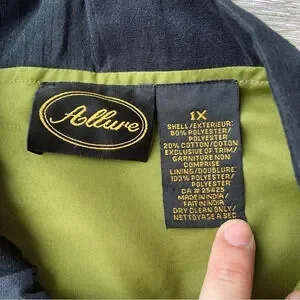 Allure
1X
SHELL/EXTERIEUR:
80% POLYESTER/
POLYESTER
20% COTTON/COTON
EXCLUSIVE OF TRIM/
GARNITURE NON
COMPRISE
LINING/DOUBLURE:
100% POLYESTER/
POLYESTER
CA # 25425
MADE IN INDIA/
FAIT EN INDIA
DRY CLEAN ONLY/
NETTOYAGE A SEC